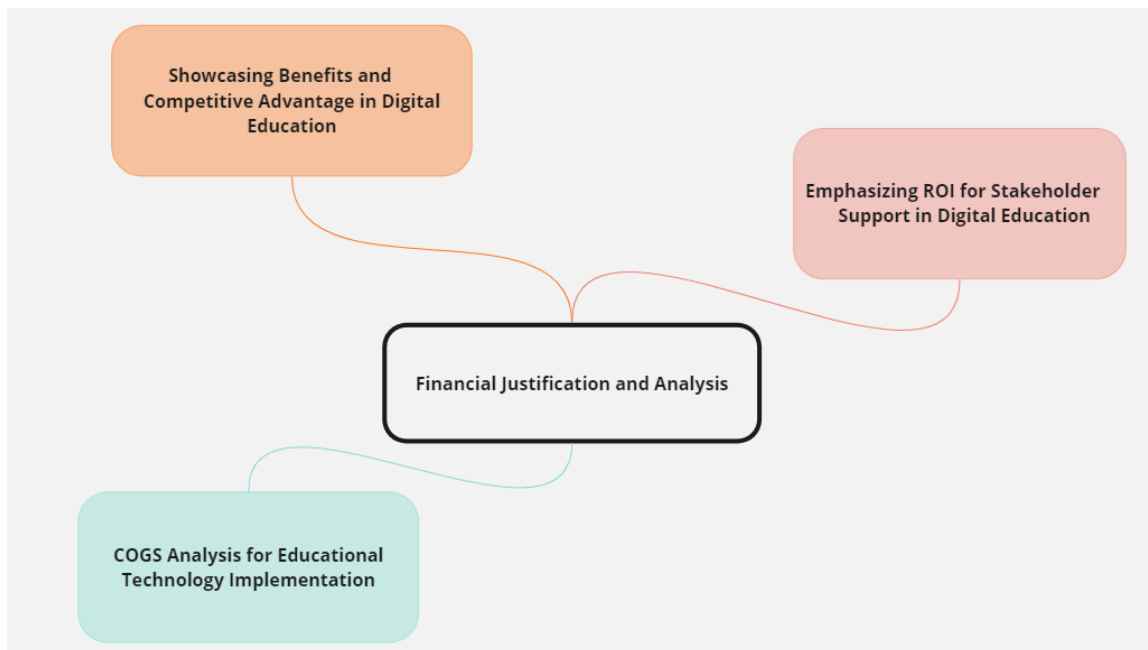 Showcasing Benefits and
Competitive Advantage in Digital
Education
Emphasizing ROI for Stakeholder
Support in Digital Education
Financial Justification and Analysis
COGS Analysis for Educational
Technology Implementation